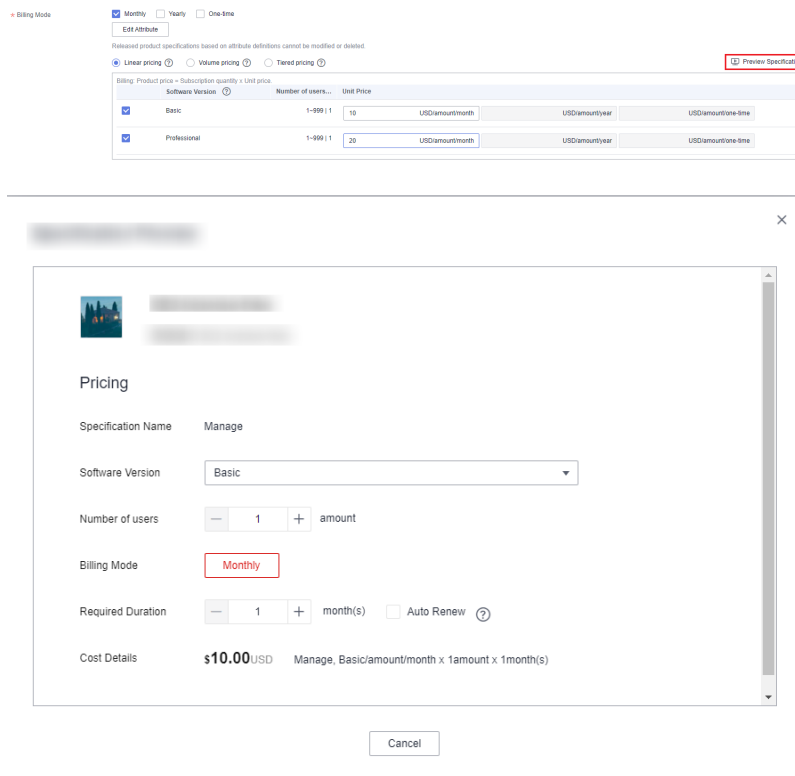 * Billing Mode Monthly Yearly One-time
Edit Attribute
Released product specifications based on attribute definitions cannot be modified or deleted.
Linear pricing ? Volume pricing ? Tiered pricing ? Preview Specificati
Billing: Product price = Subscription quantity x Unit price.
Software Version ? Number of users... Unit Price
Basic 1~999 | 1 10 USD/amount/month USD/amount/year USD/amount/one-time
Professional 1~999 | 1 20 USD/amount/month USD/amount/year USD/amount/one-time
Pricing
Specification Name Manage
Software Version Basic
Number of users — 1 + amount
Billing Mode Monthly
Required Duration — 1 + month(s) Auto Renew ?
Cost Details $10.00USD Manage, Basic/amount/month x 1amount x 1month(s)
Cancel